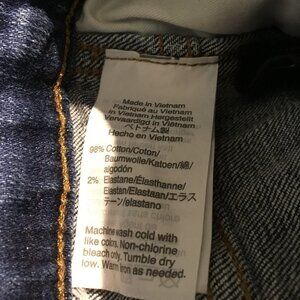 Made in Vietnam
Fabriqué au Vietnam
In Vietnam Hergestellt
Vervaardigd in Vietnam
ベトナム製
Hecho en Vietnam
98% Cotton/Coton/
Baumwolle/Katoen/綿/
algodón
2% Elastane/Élasthanne/
Elastan/Elastaan/エラス
テーン/elastano
Machine wash cold with
like colors. Non-chlorine
bleach only. Tumble dry
low. Warm iron as needed.